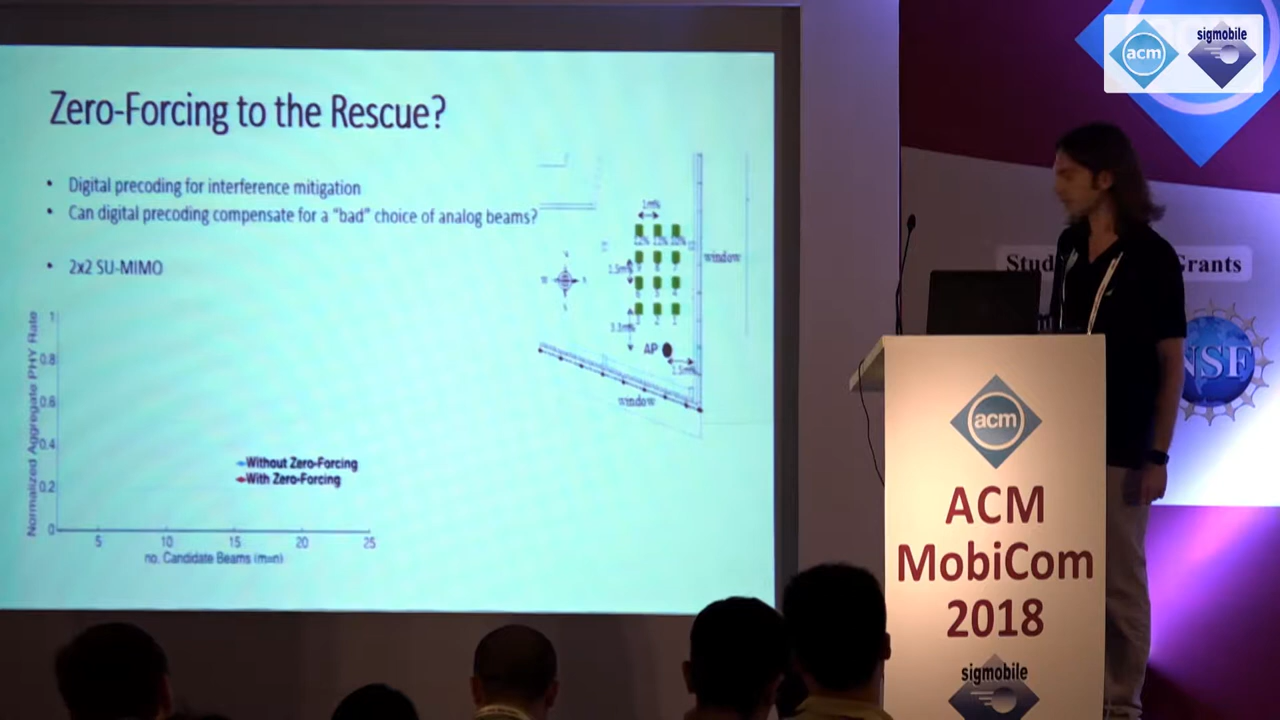 Zero-Forcing to the Rescue?
• Digital precoding for interference mitigation
• Can digital precoding compensate for a "bad" choice of analog beams?
• 2x2 SU-MIMO
Normalized Aggregate PHY Rate
1
0.8
0.6
0.4
0.2
0
5 10 15 20 25
no. Candidate Beams (m=n)
Without Zero-Forcing
With Zero-Forcing
window
AP
window
acm
sigmobile
Grants
NSF
acm
ACM
MobiCom
2018
sigmobile